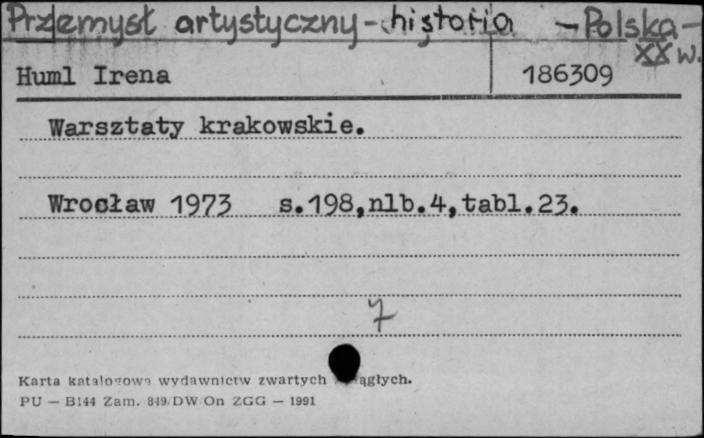 Przemysł artystyczny - historia - Polska - XX w.
Huml Irena 186309
Warsztaty krakowskie.
Wrocław 1973 s.198,nlb.4,tabl.23.
7
Karta katalogowa wydawnictw zwartych
PU — B144 Zam. 849/DW/On ZGG — 1991